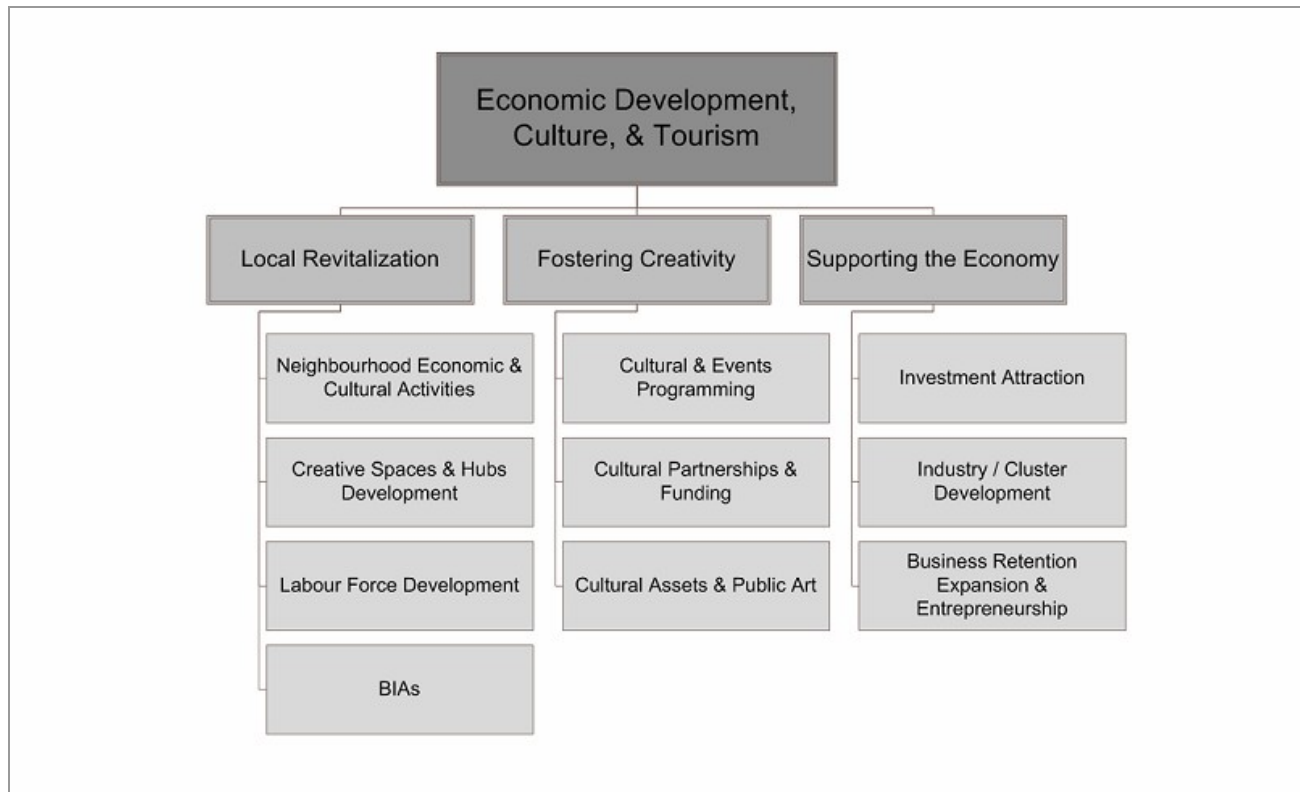 Economic Development,
Culture, & Tourism
Local Revitalization
Fostering Creativity
Supporting the Economy
Neighbourhood Economic &
Cultural Activities
Creative Spaces & Hubs
Development
Labour Force Development
BIAs
Cultural & Events
Programming
Cultural Partnerships &
Funding
Cultural Assets & Public Art
Investment Attraction
Industry / Cluster
Development
Business Retention
Expansion &
Entrepreneurship